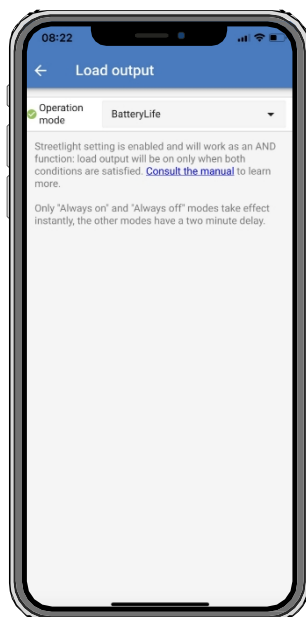 08:22
Load output
Operation
mode
BatteryLife
Streetlight setting is enabled and will work as an AND
function: load output will be on only when both
conditions are satisfied. Consult the manual to learn
more.
Only "Always on" and "Always off" modes take effect
instantly, the other modes have a two minute delay.